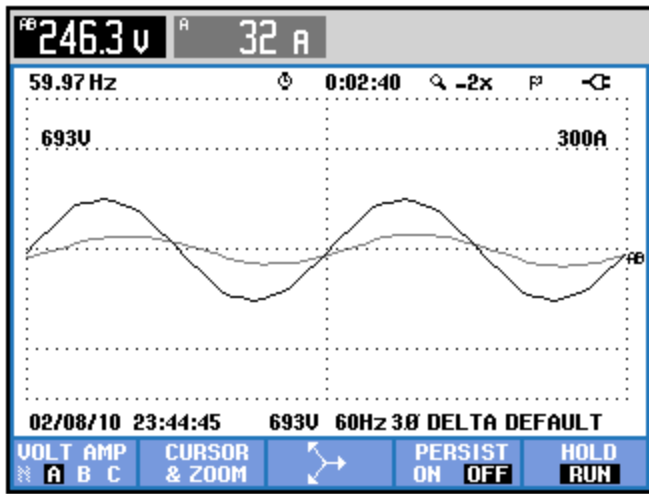 AB 246.3 V A 32 A
59.97 Hz 0:02:40 -2x
693V 300A
AB
02/08/10 23:44:45 693V 60Hz 3Ø DELTA DEFAULT
VOLT AMP CURSOR PERSIST HOLD
N A B C & ZOOM ON OFF RUN